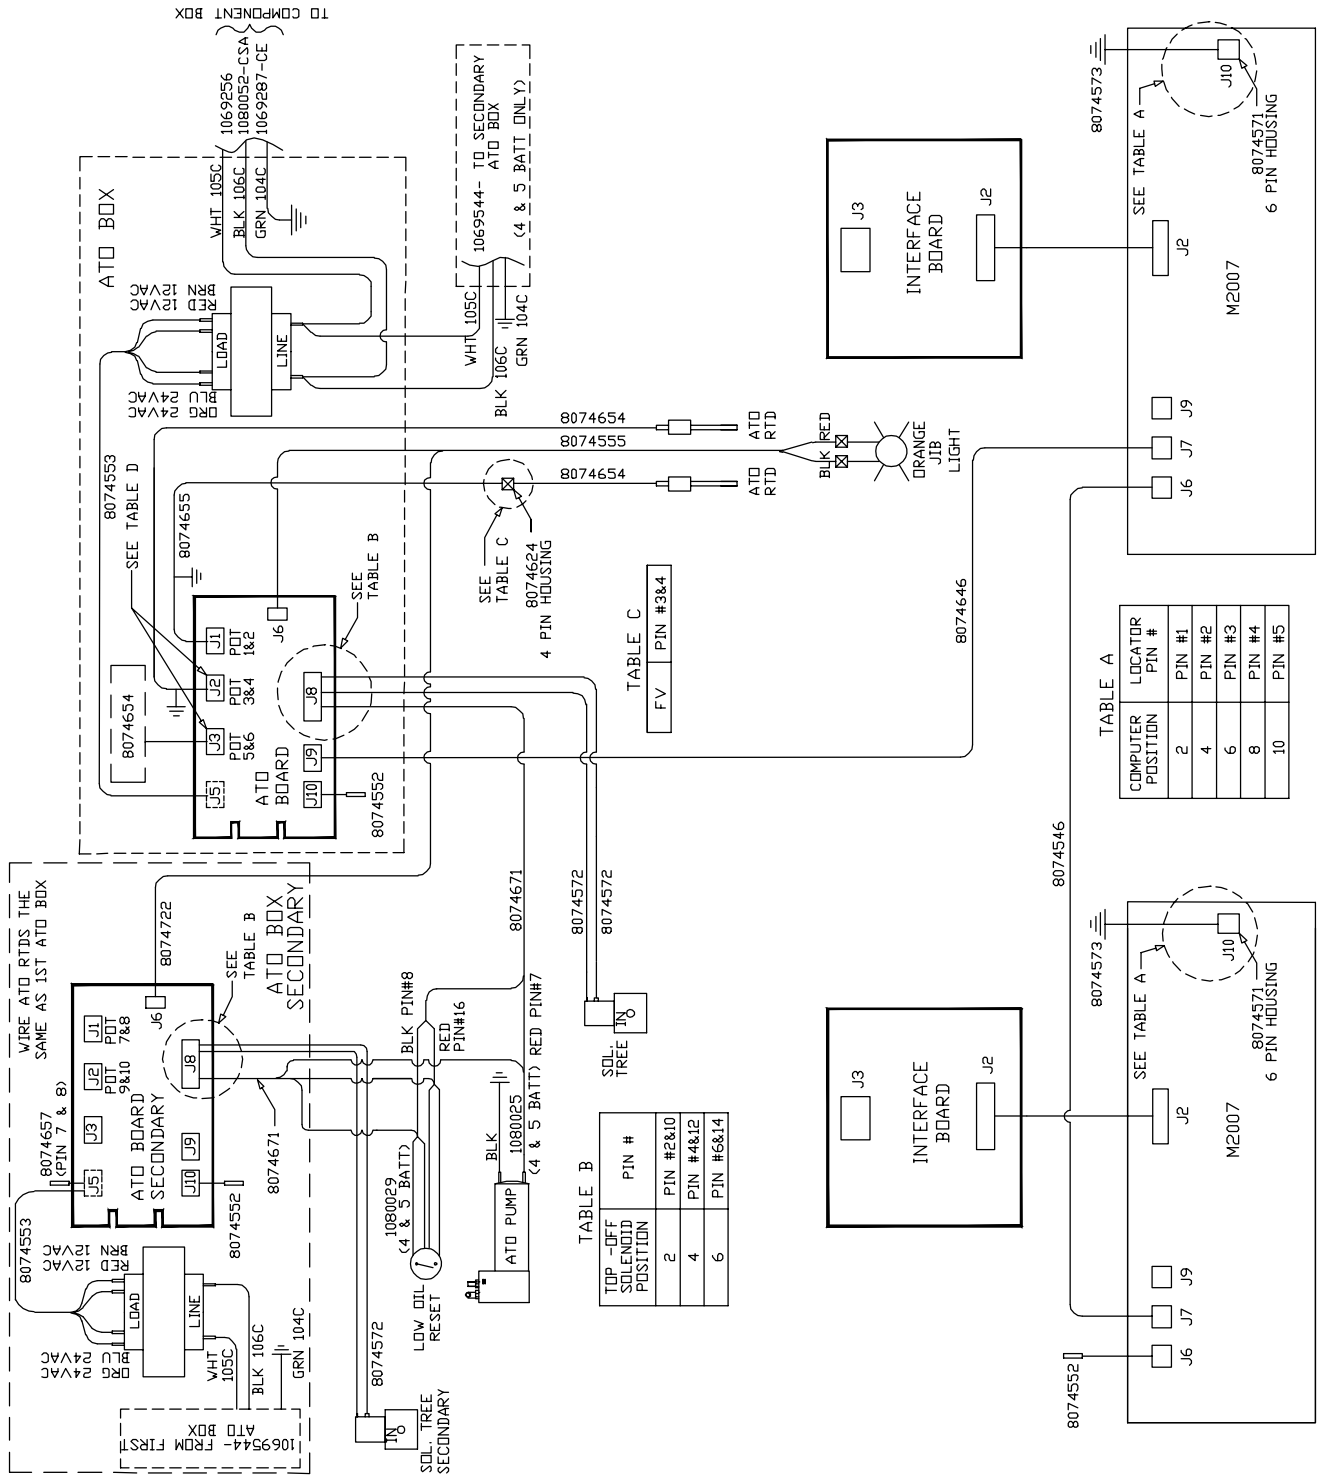 WIRE ATO RTDS THE
SAME AS 1ST ATO BOX
8074657
(PIN 7 & 8)
8074553
J5
J3
J2
POT
9&10
J1
POT
7&8
J6
ATO BOARD
SECONDARY
J10
J9
J8
8074552
8074671
8074722
SEE
TABLE B
ATO BOX
SECONDARY
ORG 24VAC
BLU 24VAC
RED 12VAC
BRN 12VAC
LOAD
LINE
WHT
105C
BLK 106C
GRN 104C
1069544- FROM FIRST
ATO BOX
8074572
SOL. TREE
SECONDARY
IN
LOW OIL
RESET
1080029
(4 & 5 BATT)
BLK PIN#8
RED
PIN#16
ATO PUMP
BLK
1080025
(4 & 5 BATT) RED PIN#7
8074671
8074572
8074572
SOL.
TREE
IN
ATO BOX
8074553
SEE TABLE D
8074655
8074654
J5
J3
POT
5&6
J2
POT
3&4
J1
POT
1&2
J6
ATO
BOARD
J10
J9
J8
8074552
SEE
TABLE B
ORG 24VAC
BLU 24VAC
RED 12VAC
BRN 12VAC
LOAD
LINE
WHT 105C
BLK 106C
GRN 104C
1069256
1080052-CSA
1069287-CE
TO COMPONENT BOX
1069544- TO SECONDARY
ATO BOX
(4 & 5 BATT ONLY)
WHT 105C
BLK 106C
GRN 104C
8074654
8074555
8074654
ATO
RTD
ATO
RTD
SEE
TABLE C
8074624
4 PIN HOUSING
BLK
RED
ORANGE
JIB
LIGHT
TABLE C
FV
PIN #3&4
TABLE B
TOP -OFF
SOLENOID
POSITION
PIN #
2
PIN #2&10
4
PIN #4&12
6
PIN #6&14
8074646
8074546
INTERFACE
BOARD
J3
J2
J2
M2007
J6
J7
J9
J10
8074552
8074573
SEE TABLE A
8074571
6 PIN HOUSING
TABLE A
COMPUTER
POSITION
LOCATOR
PIN #
2
PIN #1
4
PIN #2
6
PIN #3
8
PIN #4
10
PIN #5
INTERFACE
BOARD
J3
J2
J2
M2007
J6
J7
J9
J10
8074573
SEE TABLE A
8074571
6 PIN HOUSING